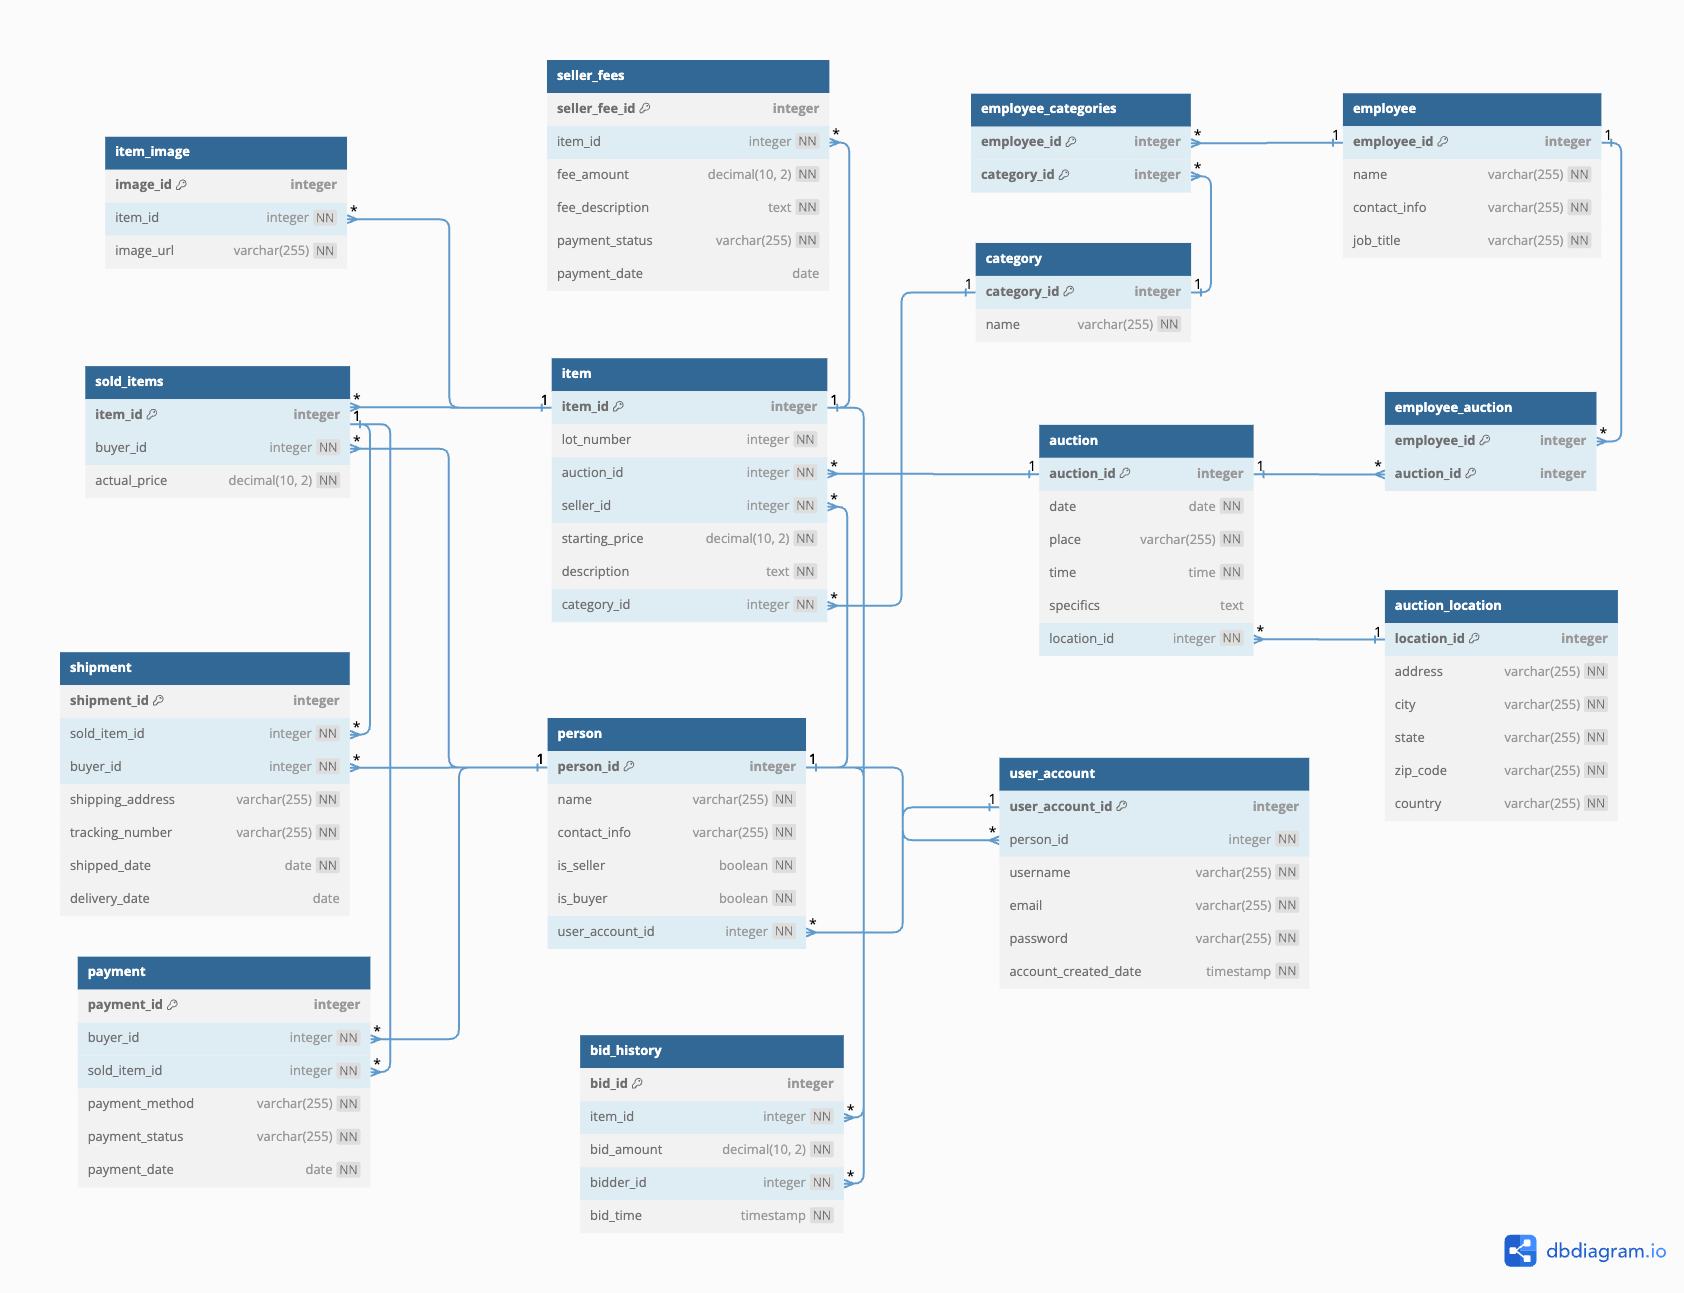 seller_fees
seller_fee_id integer
item_id integer NN
fee_amount decimal(10, 2) NN
fee_description text NN
payment_status varchar(255) NN
payment_date date
employee_categories
employee_id integer
category_id integer
employee
employee_id integer
name varchar(255) NN
contact_info varchar(255) NN
job_title varchar(255) NN
item_image
image_id integer
item_id integer NN
image_url varchar(255) NN
category
category_id integer
name varchar(255) NN
sold_items
item_id integer
buyer_id integer NN
actual_price decimal(10, 2) NN
item
item_id integer
lot_number integer NN
auction_id integer NN
seller_id integer NN
starting_price decimal(10, 2) NN
description text NN
category_id integer NN
auction
auction_id integer
date date NN
place varchar(255) NN
time time NN
specifics text
location_id integer NN
employee_auction
employee_id integer
auction_id integer
auction_location
location_id integer
address varchar(255) NN
city varchar(255) NN
state varchar(255) NN
zip_code varchar(255) NN
country varchar(255) NN
shipment
shipment_id integer
sold_item_id integer NN
buyer_id integer NN
shipping_address varchar(255) NN
tracking_number varchar(255) NN
shipped_date date NN
delivery_date date
person
person_id integer
name varchar(255) NN
contact_info varchar(255) NN
is_seller boolean NN
is_buyer boolean NN
user_account_id integer NN
user_account
user_account_id integer
person_id integer NN
username varchar(255) NN
email varchar(255) NN
password varchar(255) NN
account_created_date timestamp NN
payment
payment_id integer
buyer_id integer NN
sold_item_id integer NN
payment_method varchar(255) NN
payment_status varchar(255) NN
payment_date date NN
bid_history
bid_id integer
item_id integer NN
bid_amount decimal(10, 2) NN
bidder_id integer NN
bid_time timestamp NN
dbdiagram.io